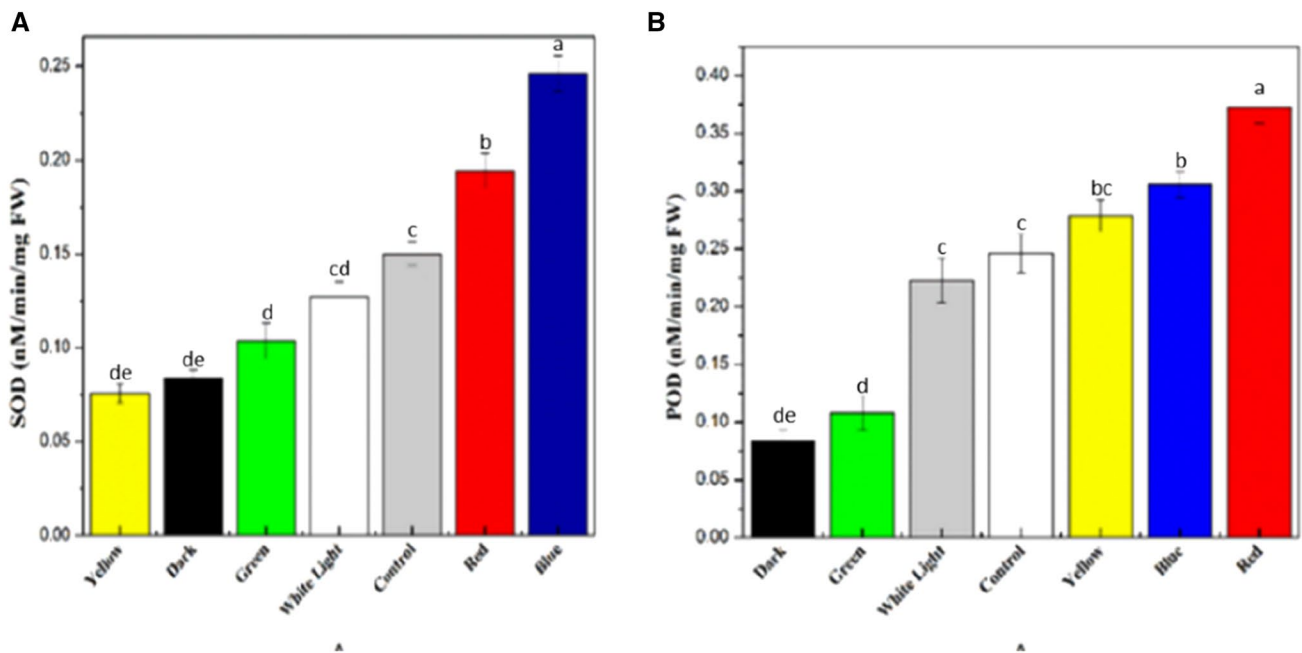 A
SOD (nM/min/mg FW)
0.25
0.20
0.15
0.10
0.05
0.00
de
de
d
cd
c
b
a
Yellow
Dark
Green
White Light
Control
Red
Blue
A
B
POD (nM/min/mg FW)
0.40
0.35
0.30
0.25
0.20
0.15
0.10
0.05
0.00
de
d
c
c
bc
b
a
Dark
Green
White Light
Control
Yellow
Blue
Red
A